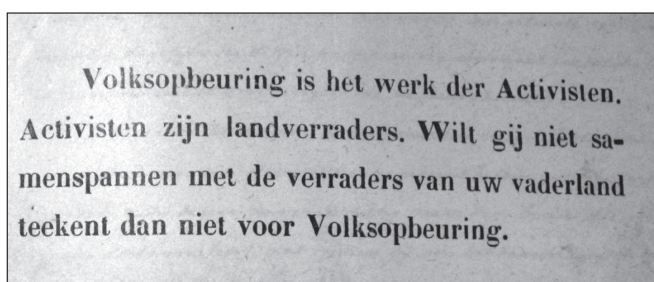 Volksopbeuring is het werk der Activisten.
Activisten zijn landverraders. Wilt gij niet sa-
menspannen met de verraders van uw vaderland
teekent dan niet voor Volksopbeuring.